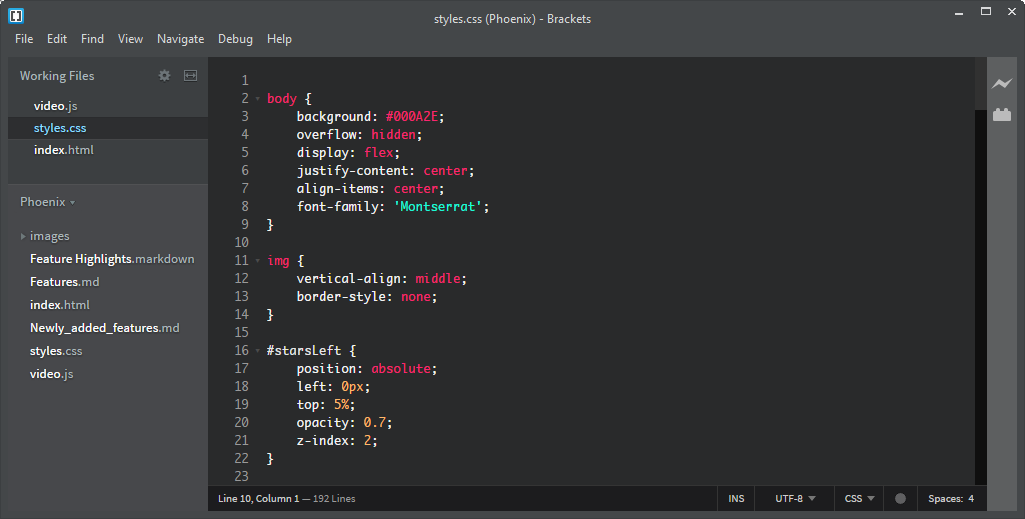 styles.css (Phoenix) - Brackets
File Edit Find View Navigate Debug Help
Working Files
video.js
styles.css
index.html
Phoenix
images
Feature Highlights.markdown
Features.md
index.html
Newly_added_features.md
styles.css
video.js
1
2 body {
3     background: #000A2E;
4     overflow: hidden;
5     display: flex;
6     justify-content: center;
7     align-items: center;
8     font-family: 'Montserrat';
9 }
10
11 img {
12     vertical-align: middle;
13     border-style: none;
14 }
15
16 #starsLeft {
17     position: absolute;
18     left: 0px;
19     top: 5%;
20     opacity: 0.7;
21     z-index: 2;
22 }
23
Line 10, Column 1 — 192 Lines INS UTF-8 CSS Spaces: 4